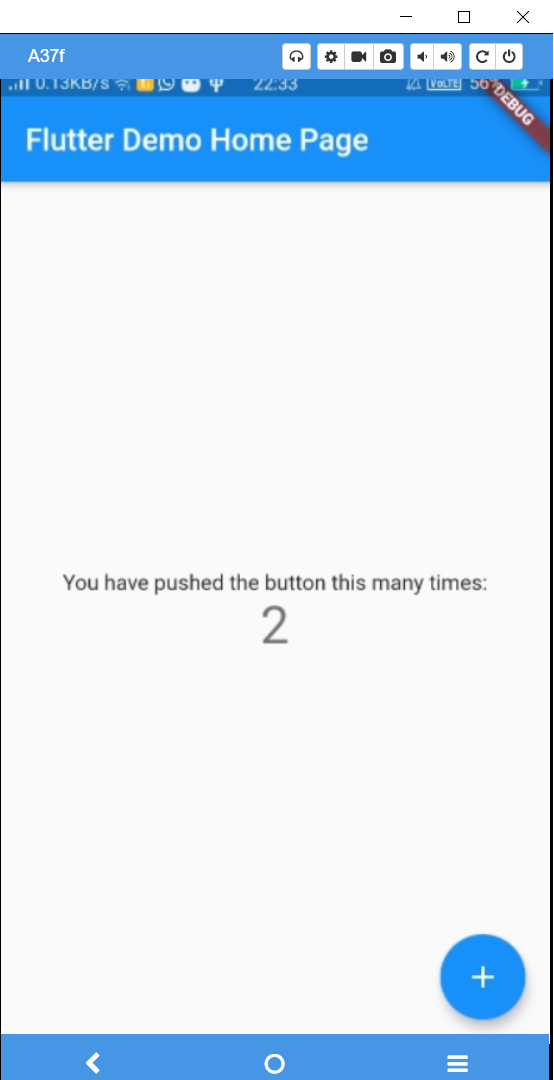 A37f
0.13KB/s 22:33 VoLTE 56%
DEBUG
Flutter Demo Home Page
You have pushed the button this many times:
2